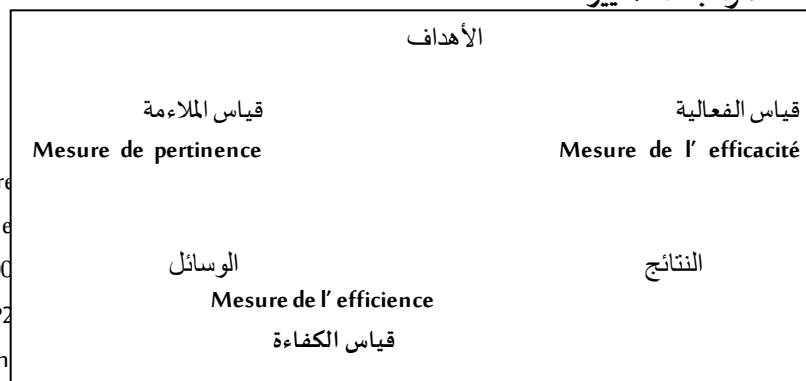 الأهداف
قياس الفعالية قياس الملاءمة
Mesure de pertinence Mesure de l’ efficacité
النتائج الوسائل
Mesure de l’ efficience
قياس الكفاءة